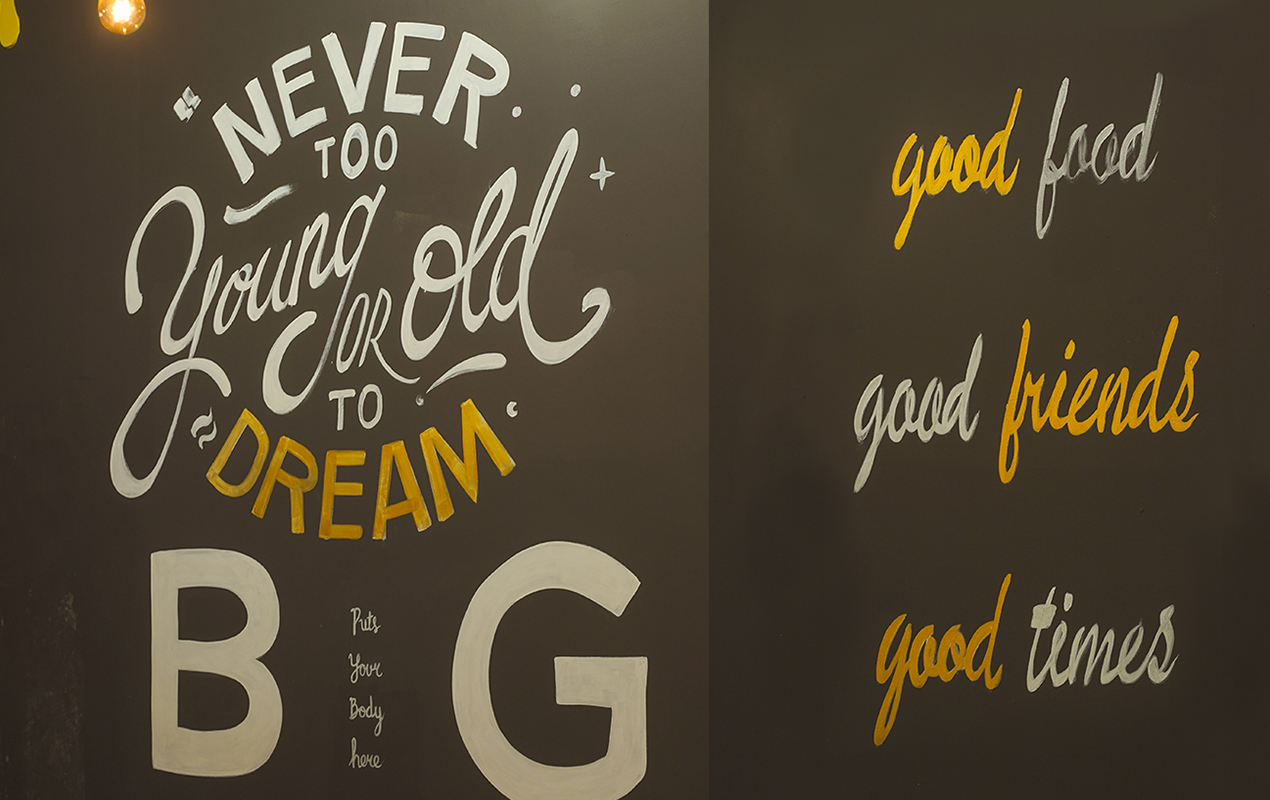 “NEVER
TOO
Young
OR Old
TO
DREAM
B G
Puts
Your
Body
here
good food
good friends
good times